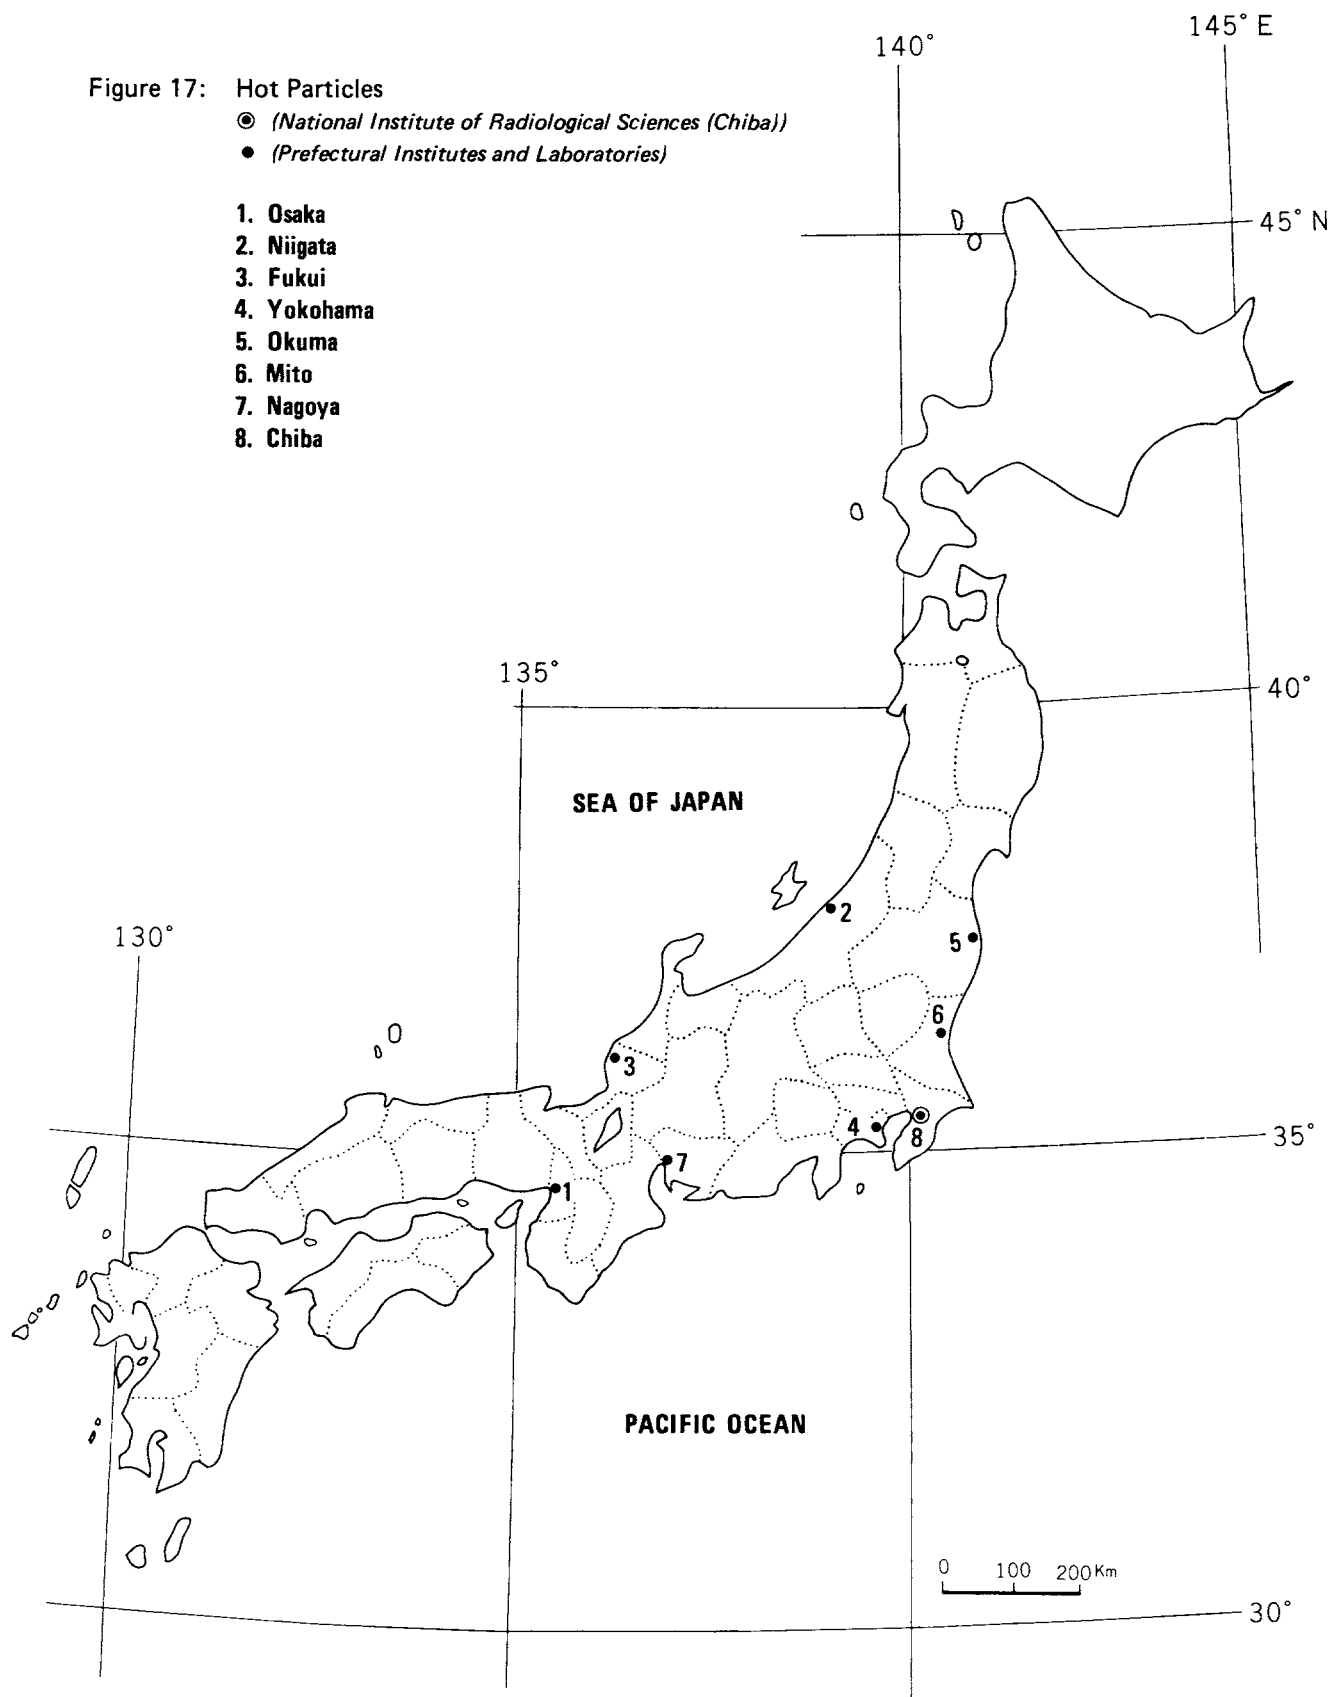 145° E
140°
Figure 17: Hot Particles
(National Institute of Radiological Sciences (Chiba))
(Prefectural Institutes and Laboratories)
1. Osaka
2. Niigata
3. Fukui
4. Yokohama
5. Okuma
6. Mito
7. Nagoya
8. Chiba
45° N
135°
40°
SEA OF JAPAN
2
130°
5
6
3
4
8
35°
7
1
PACIFIC OCEAN
0 100 200 Km
30°